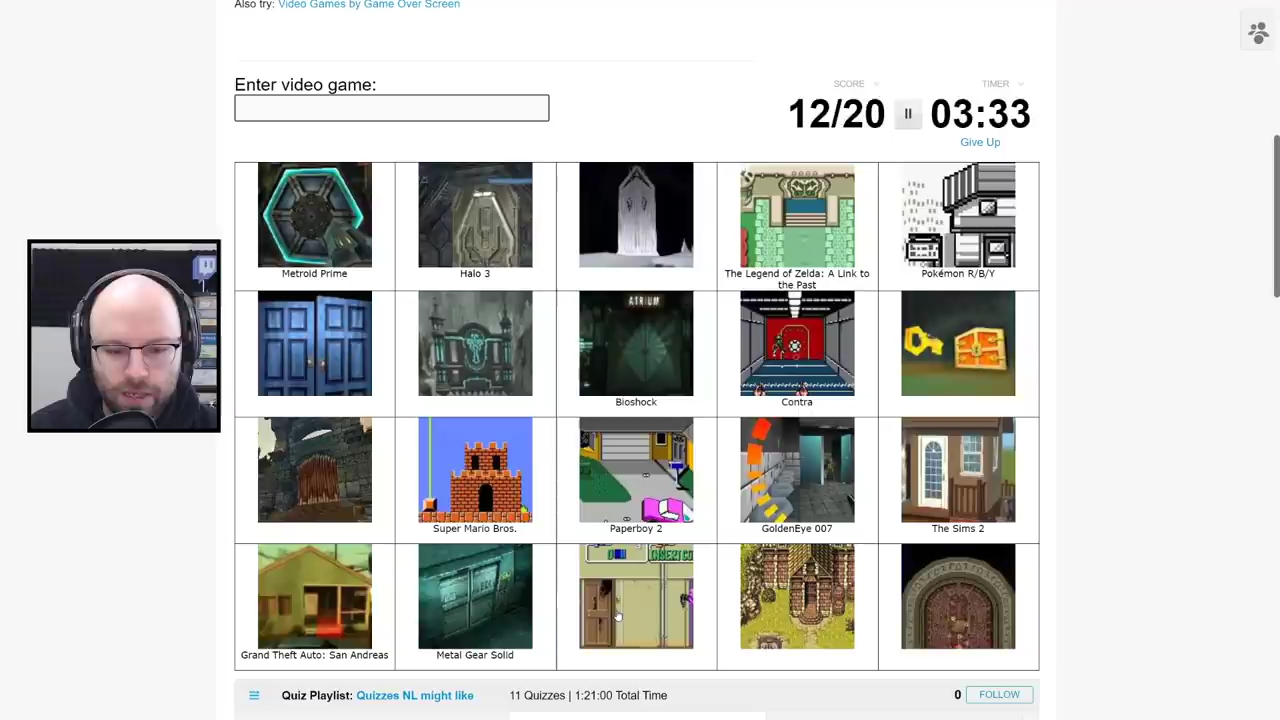 Also try: Video Games by Game Over Screen
Enter video game:
SCORE
TIMER
12/20
03:33
Give Up
Metroid Prime
Halo 3
The Legend of Zelda: A Link to
the Past
Pokémon R/B/Y
ATRIUM
Bioshock
Contra
Super Mario Bros.
Paperboy 2
GoldenEye 007
The Sims 2
Grand Theft Auto: San Andreas
Metal Gear Solid
Quiz Playlist: Quizzes NL might like
11 Quizzes | 1:21:00 Total Time
0
FOLLOW